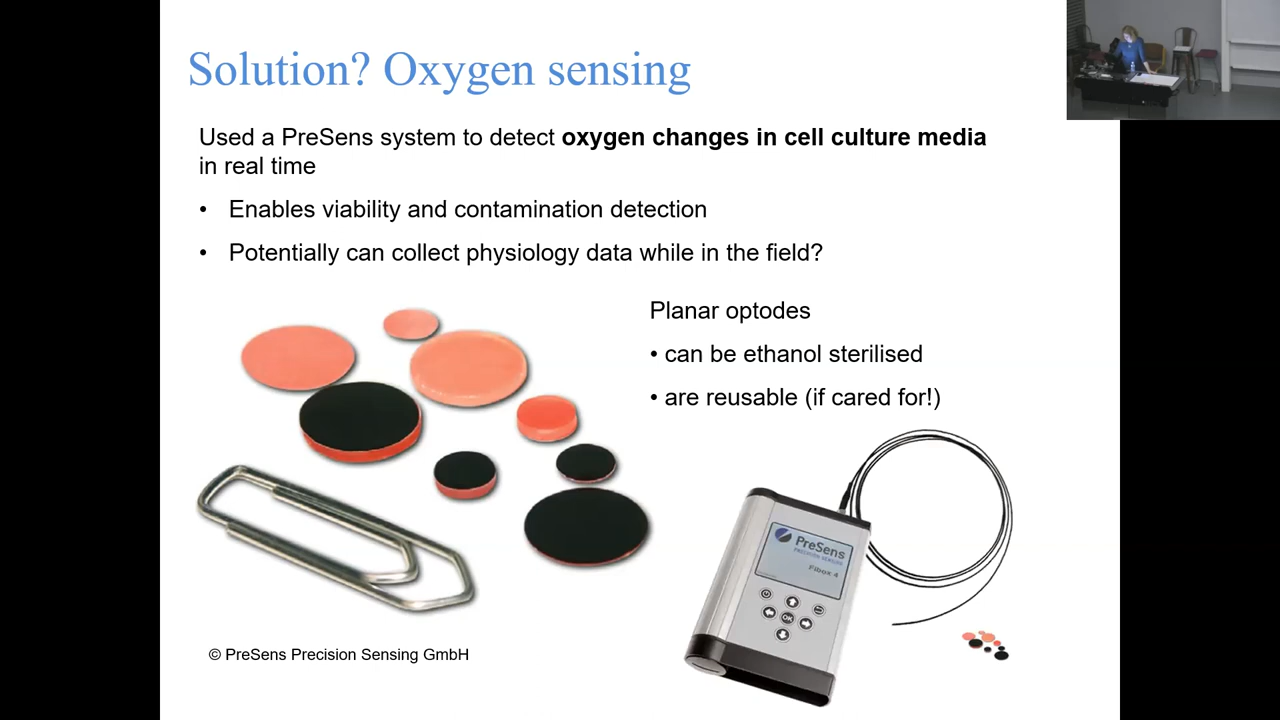 Solution? Oxygen sensing
Used a PreSens system to detect oxygen changes in cell culture media
in real time
• Enables viability and contamination detection
• Potentially can collect physiology data while in the field?
Planar optodes
• can be ethanol sterilised
• are reusable (if cared for!)
PreSens
PRECISION SENSING
Fibox 4
OK
© PreSens Precision Sensing GmbH